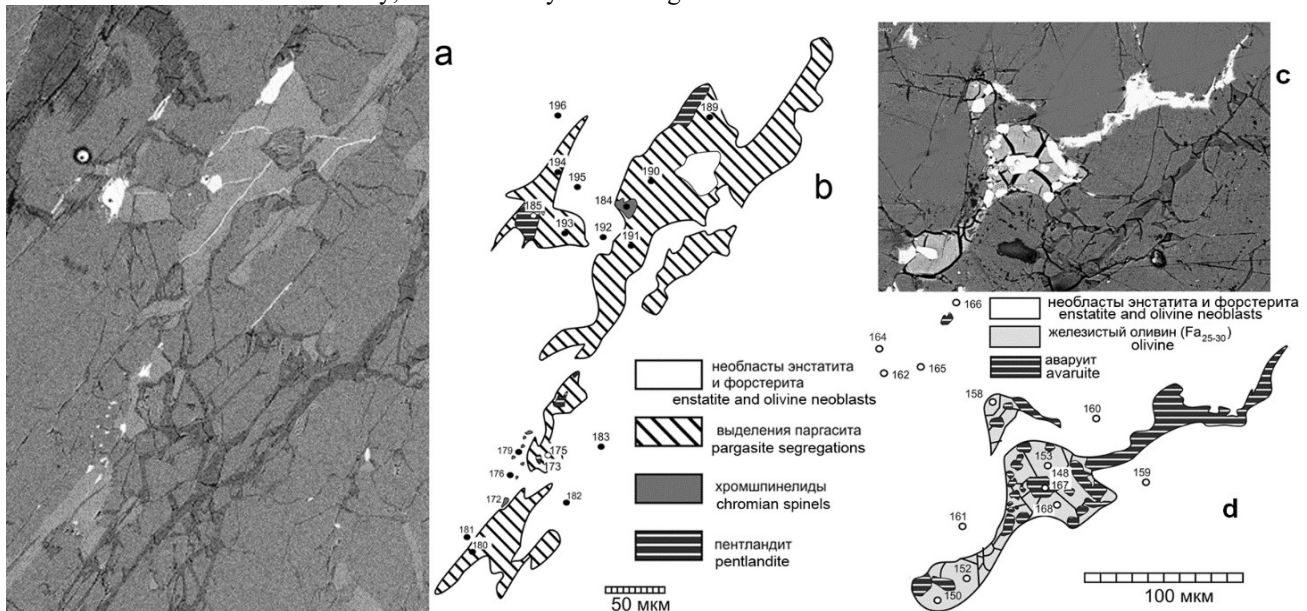 a
b
c
d
196
194
195
185
193
192
184
189
190
191
необласты энстатита
и форстерита
enstatite and olivine neoblasts
выделения паргасита
pargasite segregations
хромшпинелиды
chromian spinels
пентландит
pentlandite
179
176
175
173
183
172
182
181
180
50 мкм
необласты энстатита и форстерита
enstatite and olivine neoblasts
железистый оливин (Fa25-30)
olivine
аваруит
avaruite
166
164
162
165
158
160
153
148
167
168
159
161
152
150
100 мкм